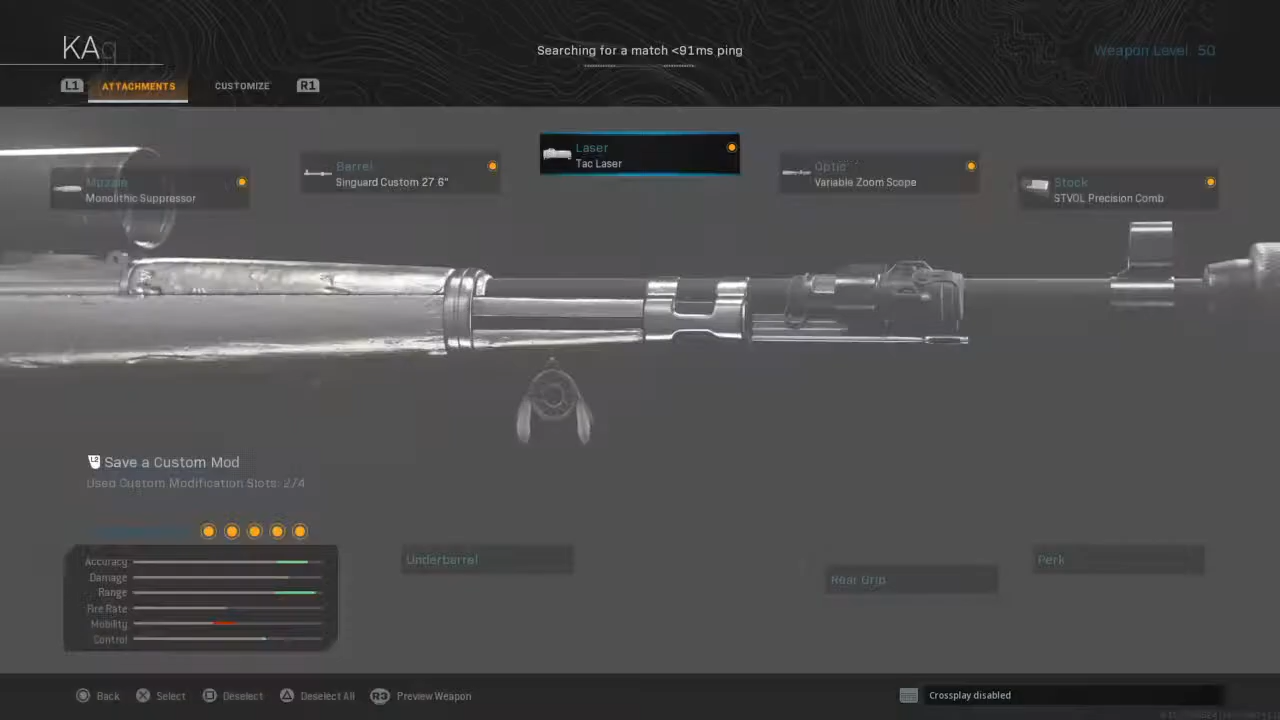 KAq
Searching for a match <91ms ping
Weapon Level: 50
L1
ATTACHMENTS
CUSTOMIZE
R1
Muzzle
Monolithic Suppressor
Barrel
Singuard Custom 27.6"
Laser
Tac Laser
Optic
Variable Zoom Scope
Stock
STVOL Precision Comb
L2 Save a Custom Mod
Used Custom Modification Slots: 2/4
Accuracy
Damage
Range
Fire Rate
Mobility
Control
Underbarrel
Rear Grip
Perk
Back
Select
Deselect
Deselect All
R3 Preview Weapon
Crossplay disabled